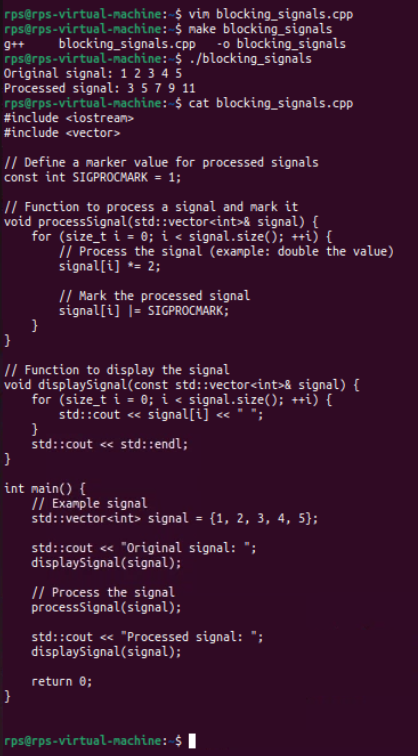 rps@rps-virtual-machine:~$ vim blocking_signals.cpp
rps@rps-virtual-machine:~$ make blocking_signals
g++     blocking_signals.cpp   -o blocking_signals
rps@rps-virtual-machine:~$ ./blocking_signals
Original signal: 1 2 3 4 5
Processed signal: 3 5 7 9 11
rps@rps-virtual-machine:~$ cat blocking_signals.cpp
#include <iostream>
#include <vector>

// Define a marker value for processed signals
const int SIGPROCMARK = 1;

// Function to process a signal and mark it
void processSignal(std::vector<int>& signal) {
    for (size_t i = 0; i < signal.size(); ++i) {
        // Process the signal (example: double the value)
        signal[i] *= 2;

        // Mark the processed signal
        signal[i] |= SIGPROCMARK;
    }
}

// Function to display the signal
void displaySignal(const std::vector<int>& signal) {
    for (size_t i = 0; i < signal.size(); ++i) {
        std::cout << signal[i] << " ";
    }
    std::cout << std::endl;
}

int main() {
    // Example signal
    std::vector<int> signal = {1, 2, 3, 4, 5};

    std::cout << "Original signal: ";
    displaySignal(signal);

    // Process the signal
    processSignal(signal);

    std::cout << "Processed signal: ";
    displaySignal(signal);

    return 0;
}

rps@rps-virtual-machine:~$